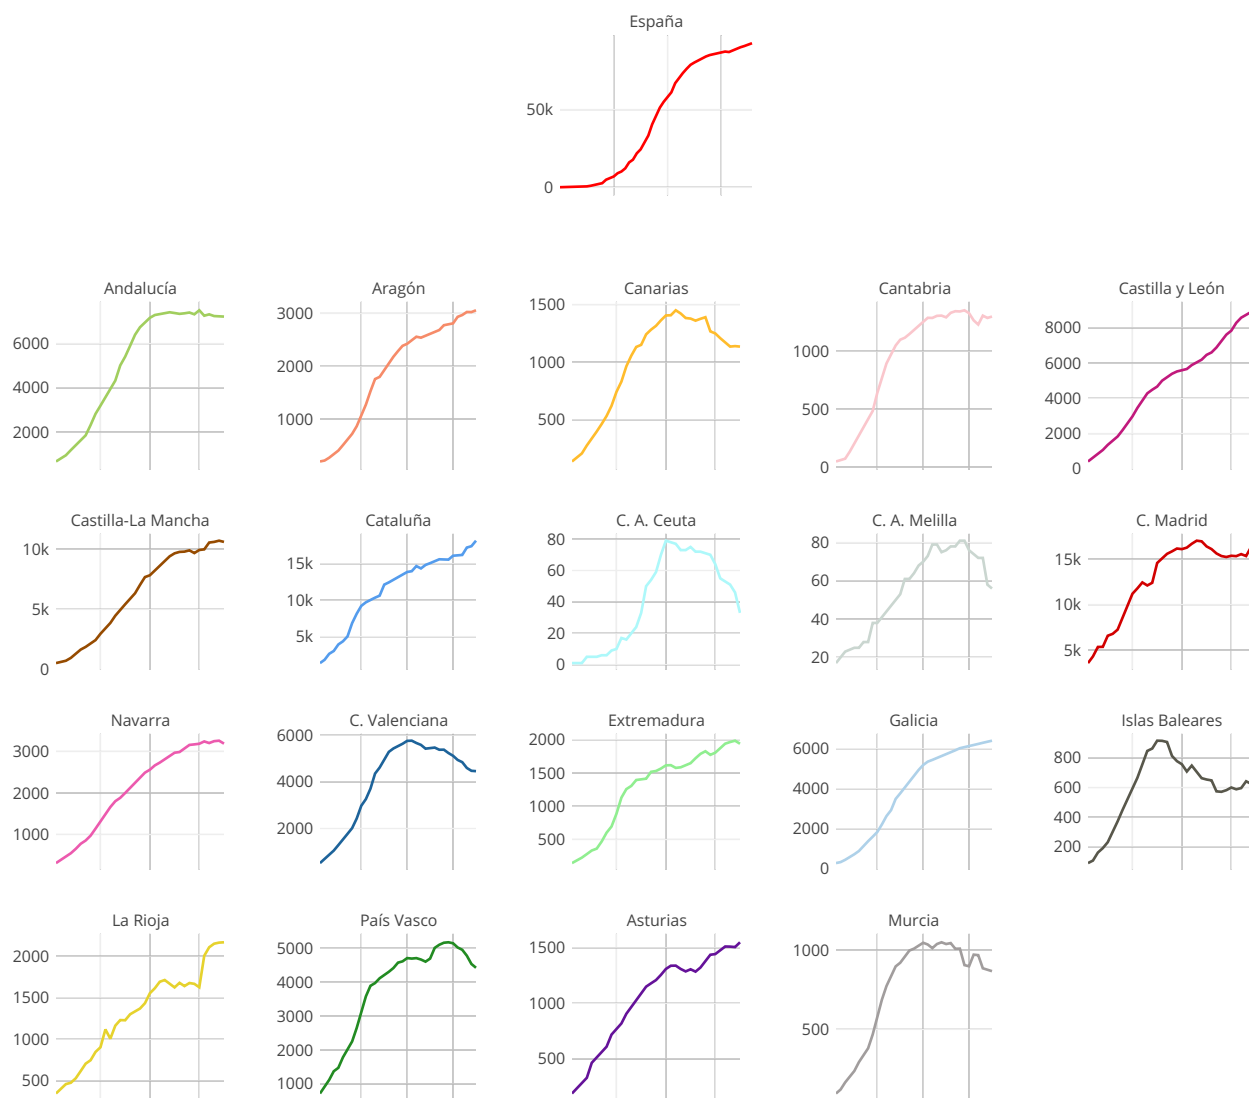 España
50k
0
Andalucía
6000
4000
2000
Aragón
3000
2000
1000
Canarias
1500
1000
500
Cantabria
1000
500
0
Castilla y León
8000
6000
4000
2000
0
Castilla-La Mancha
10k
5k
0
Cataluña
15k
10k
5k
C. A. Ceuta
80
60
40
20
0
C. A. Melilla
80
60
40
20
C. Madrid
15k
10k
5k
Navarra
3000
2000
1000
C. Valenciana
6000
4000
2000
Extremadura
2000
1500
1000
500
Galicia
6000
4000
2000
0
Islas Baleares
800
600
400
200
La Rioja
2000
1500
1000
500
País Vasco
5000
4000
3000
2000
1000
Asturias
1500
1000
500
Murcia
1000
500